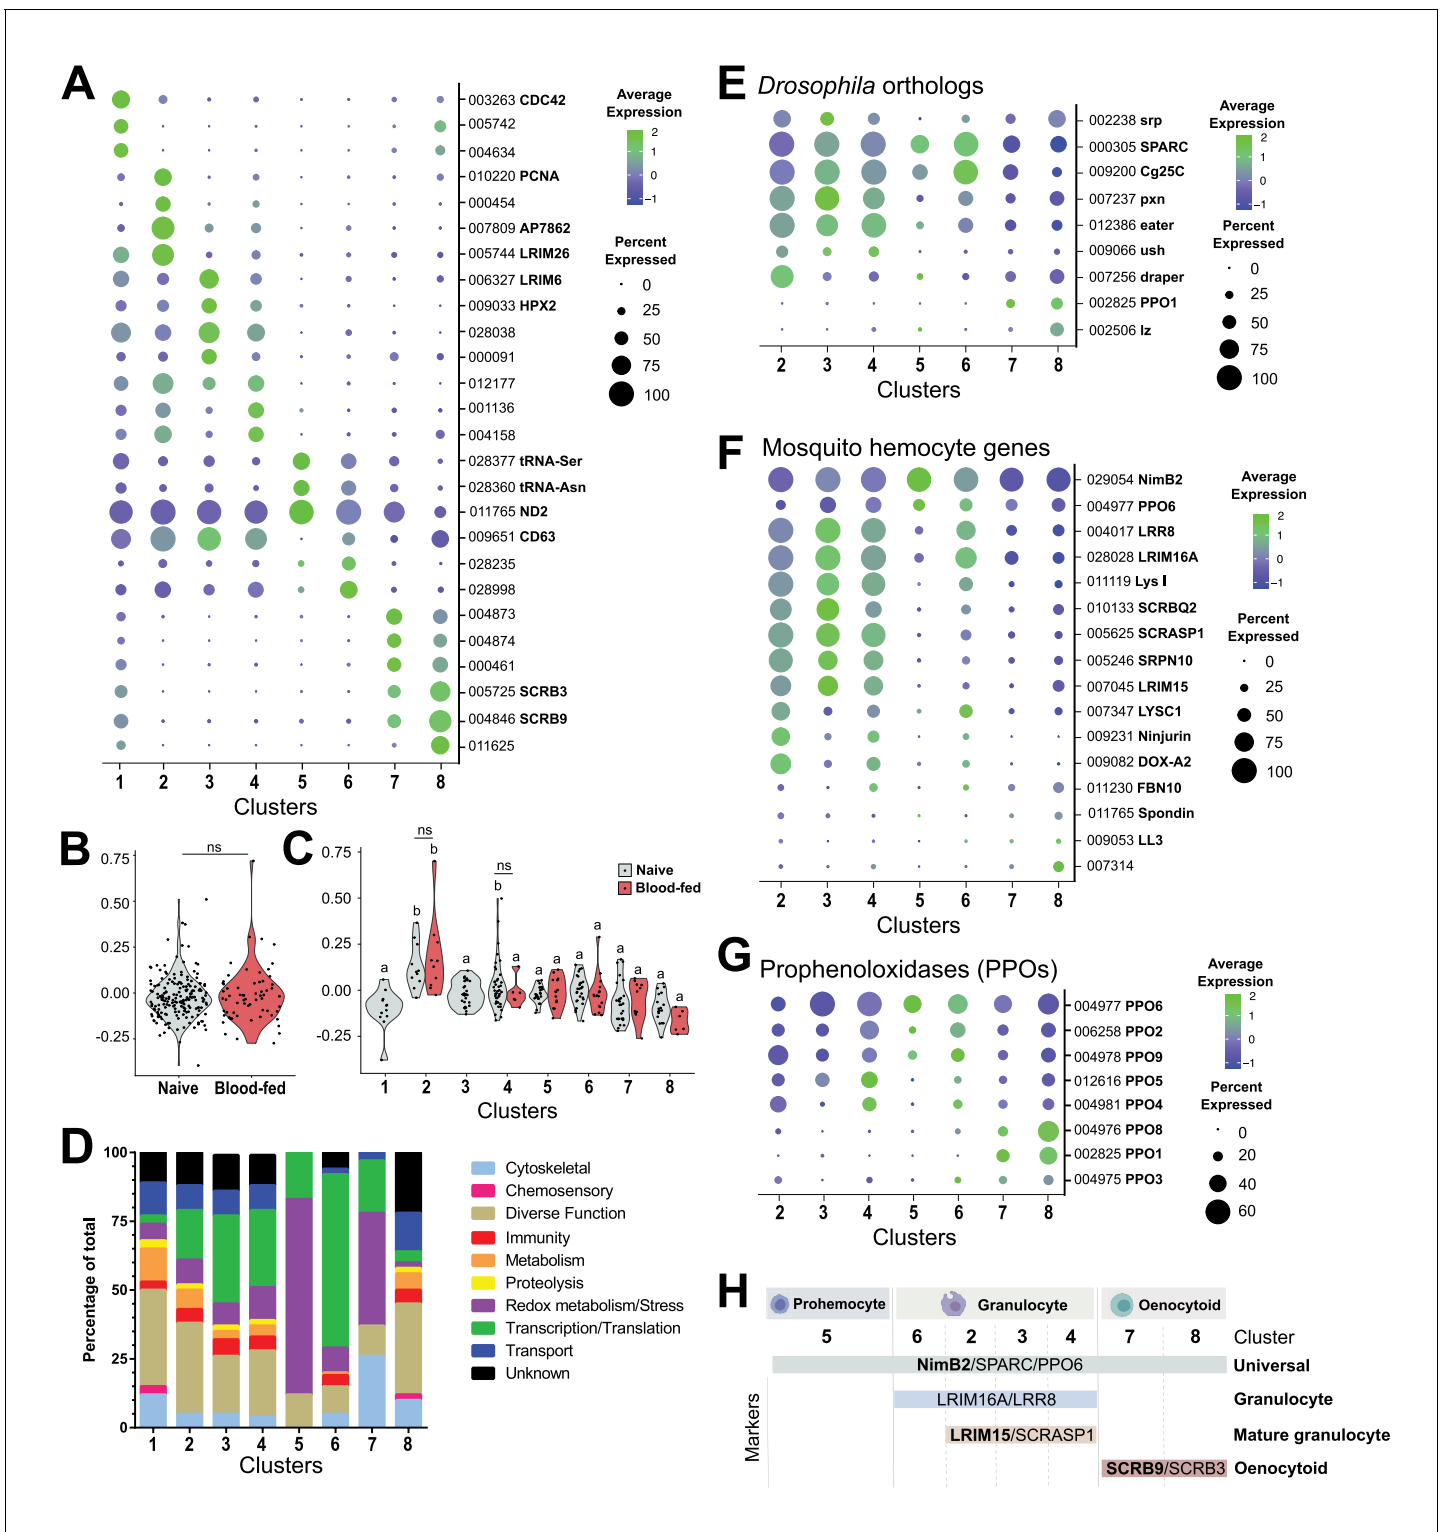 A
003263 CDC42
005742
004634
010220 PCNA
000454
007809 AP7862
005744 LRIM26
006327 LRIM6
009033 HPX2
028038
000091
012177
001136
004158
028377 tRNA-Ser
028360 tRNA-Asn
011765 ND2
009651 CD63
028235
028998
004873
004874
000461
005725 SCRB3
004846 SCRB9
011625
1 2 3 4 5 6 7 8
Clusters
Average
Expression
2
1
0
−1
Percent
Expressed
0
25
50
75
100
B
0.75
0.50
0.25
0.00
-0.25
ns
Naive Blood-fed
C
0.75
0.50
0.25
0.00
-0.25
ns
b
b
ns
b
a a a a a a a a a a a
Naive
Blood-fed
1 2 3 4 5 6 7 8
Clusters
D
Percentage of total
100
75
50
25
0
1 2 3 4 5 6 7 8
Clusters
Cytoskeletal
Chemosensory
Diverse Function
Immunity
Metabolism
Proteolysis
Redox metabolism/Stress
Transcription/Translation
Transport
Unknown
E Drosophila orthologs
002238 srp
000305 SPARC
009200 Cg25C
007237 pxn
012386 eater
009066 ush
007256 draper
002825 PPO1
002506 lz
2 3 4 5 6 7 8
Clusters
Average
Expression
2
1
0
−1
Percent
Expressed
0
25
50
75
100
F Mosquito hemocyte genes
029054 NimB2
004977 PPO6
004017 LRR8
028028 LRIM16A
011119 Lys I
010133 SCRBQ2
005625 SCRASP1
005246 SRPN10
007045 LRIM15
007347 LYSC1
009231 Ninjurin
009082 DOX-A2
011230 FBN10
011765 Spondin
009053 LL3
007314
2 3 4 5 6 7 8
Clusters
Average
Expression
2
1
0
−1
Percent
Expressed
0
25
50
75
100
G Prophenoloxidases (PPOs)
004977 PPO6
006258 PPO2
004978 PPO9
012616 PPO5
004981 PPO4
004976 PPO8
002825 PPO1
004975 PPO3
2 3 4 5 6 7 8
Clusters
Average
Expression
2
1
0
−1
Percent
Expressed
0
20
40
60
H
Prohemocyte Granulocyte Oenocytoid
5 6 2 3 4 7 8 Cluster
Markers
NimB2/SPARC/PPO6 Universal
LRIM16A/LRR8 Granulocyte
LRIM15/SCRASP1 Mature granulocyte
SCRB9/SCRB3 Oenocytoid